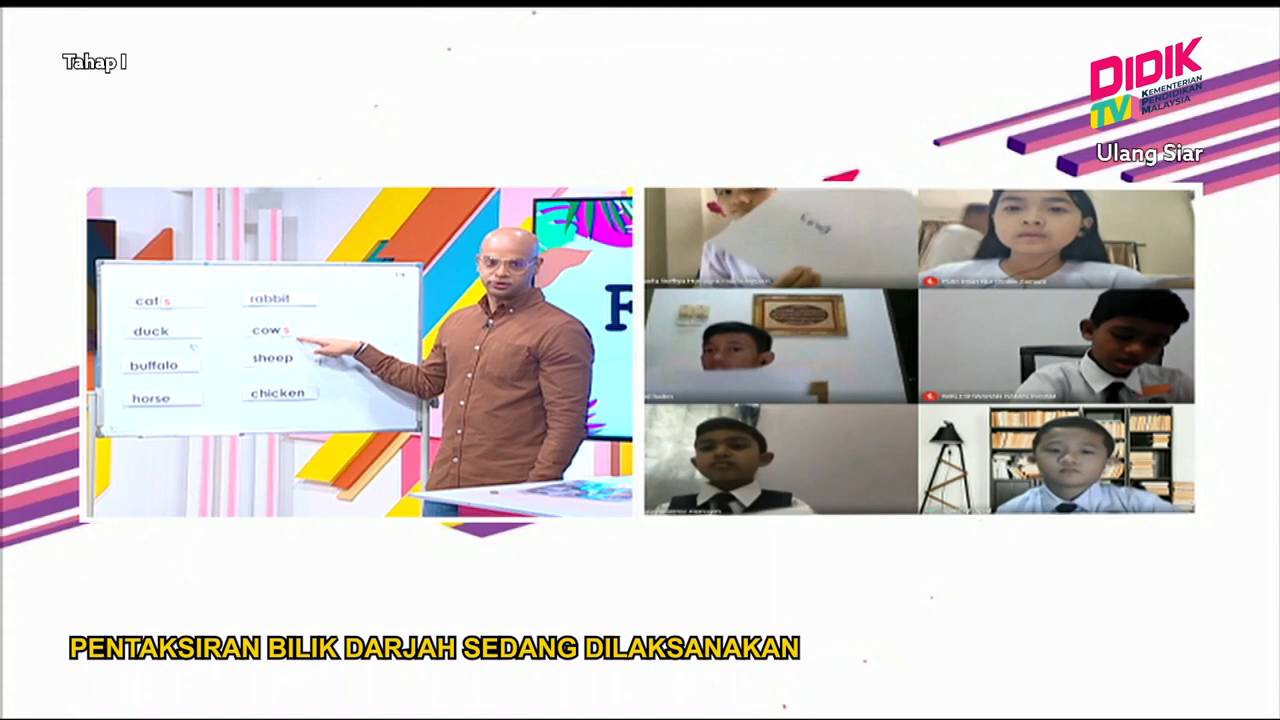 Tahap I
DIDIK
TV
KEMENTERIAN
PENDIDIKAN
MALAYSIA
Ulang Siar
cats
duck
buffalo
horse
rabbit
cows
sheep
chicken
F
cows
PENTAKSIRAN BILIK DARJAH SEDANG DILAKSANAKAN